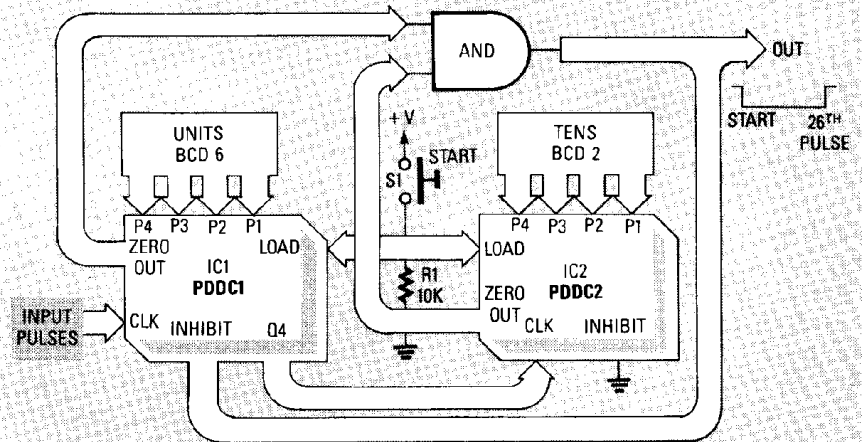 AND
OUT
START
26TH
PULSE
UNITS
BCD 6
+ V
START
S1
TENS
BCD 2
P4 P3 P2 P1
ZERO
OUT
LOAD
IC1
PDDC1
INPUT
PULSES
CLK
INHIBIT
Q4
R1
10K
P4 P3 P2 P1
LOAD
IC2
PDDC2
ZERO
OUT
CLK
INHIBIT